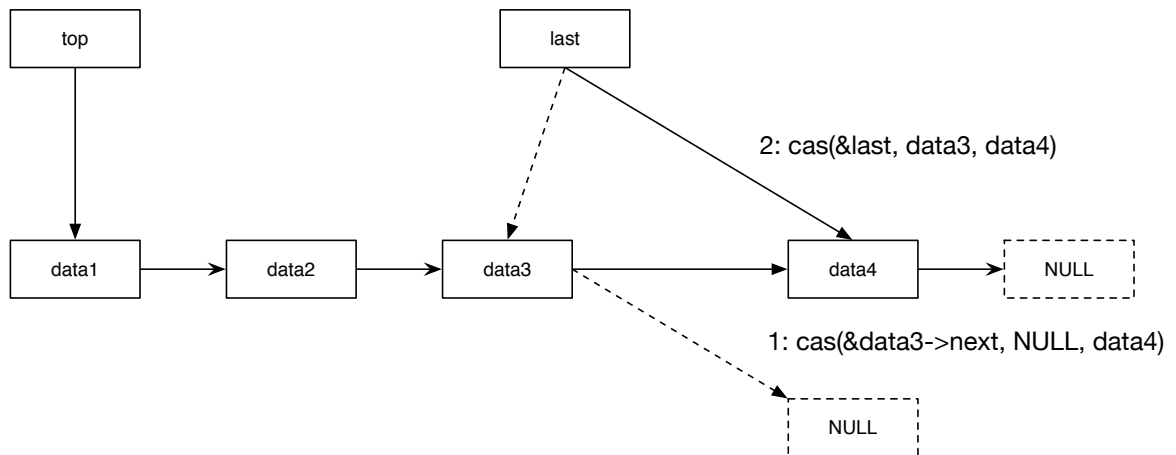 top
last
2: cas(&last, data3, data4)
data1
data2
data3
data4
NULL
1: cas(&data3->next, NULL, data4)
NULL